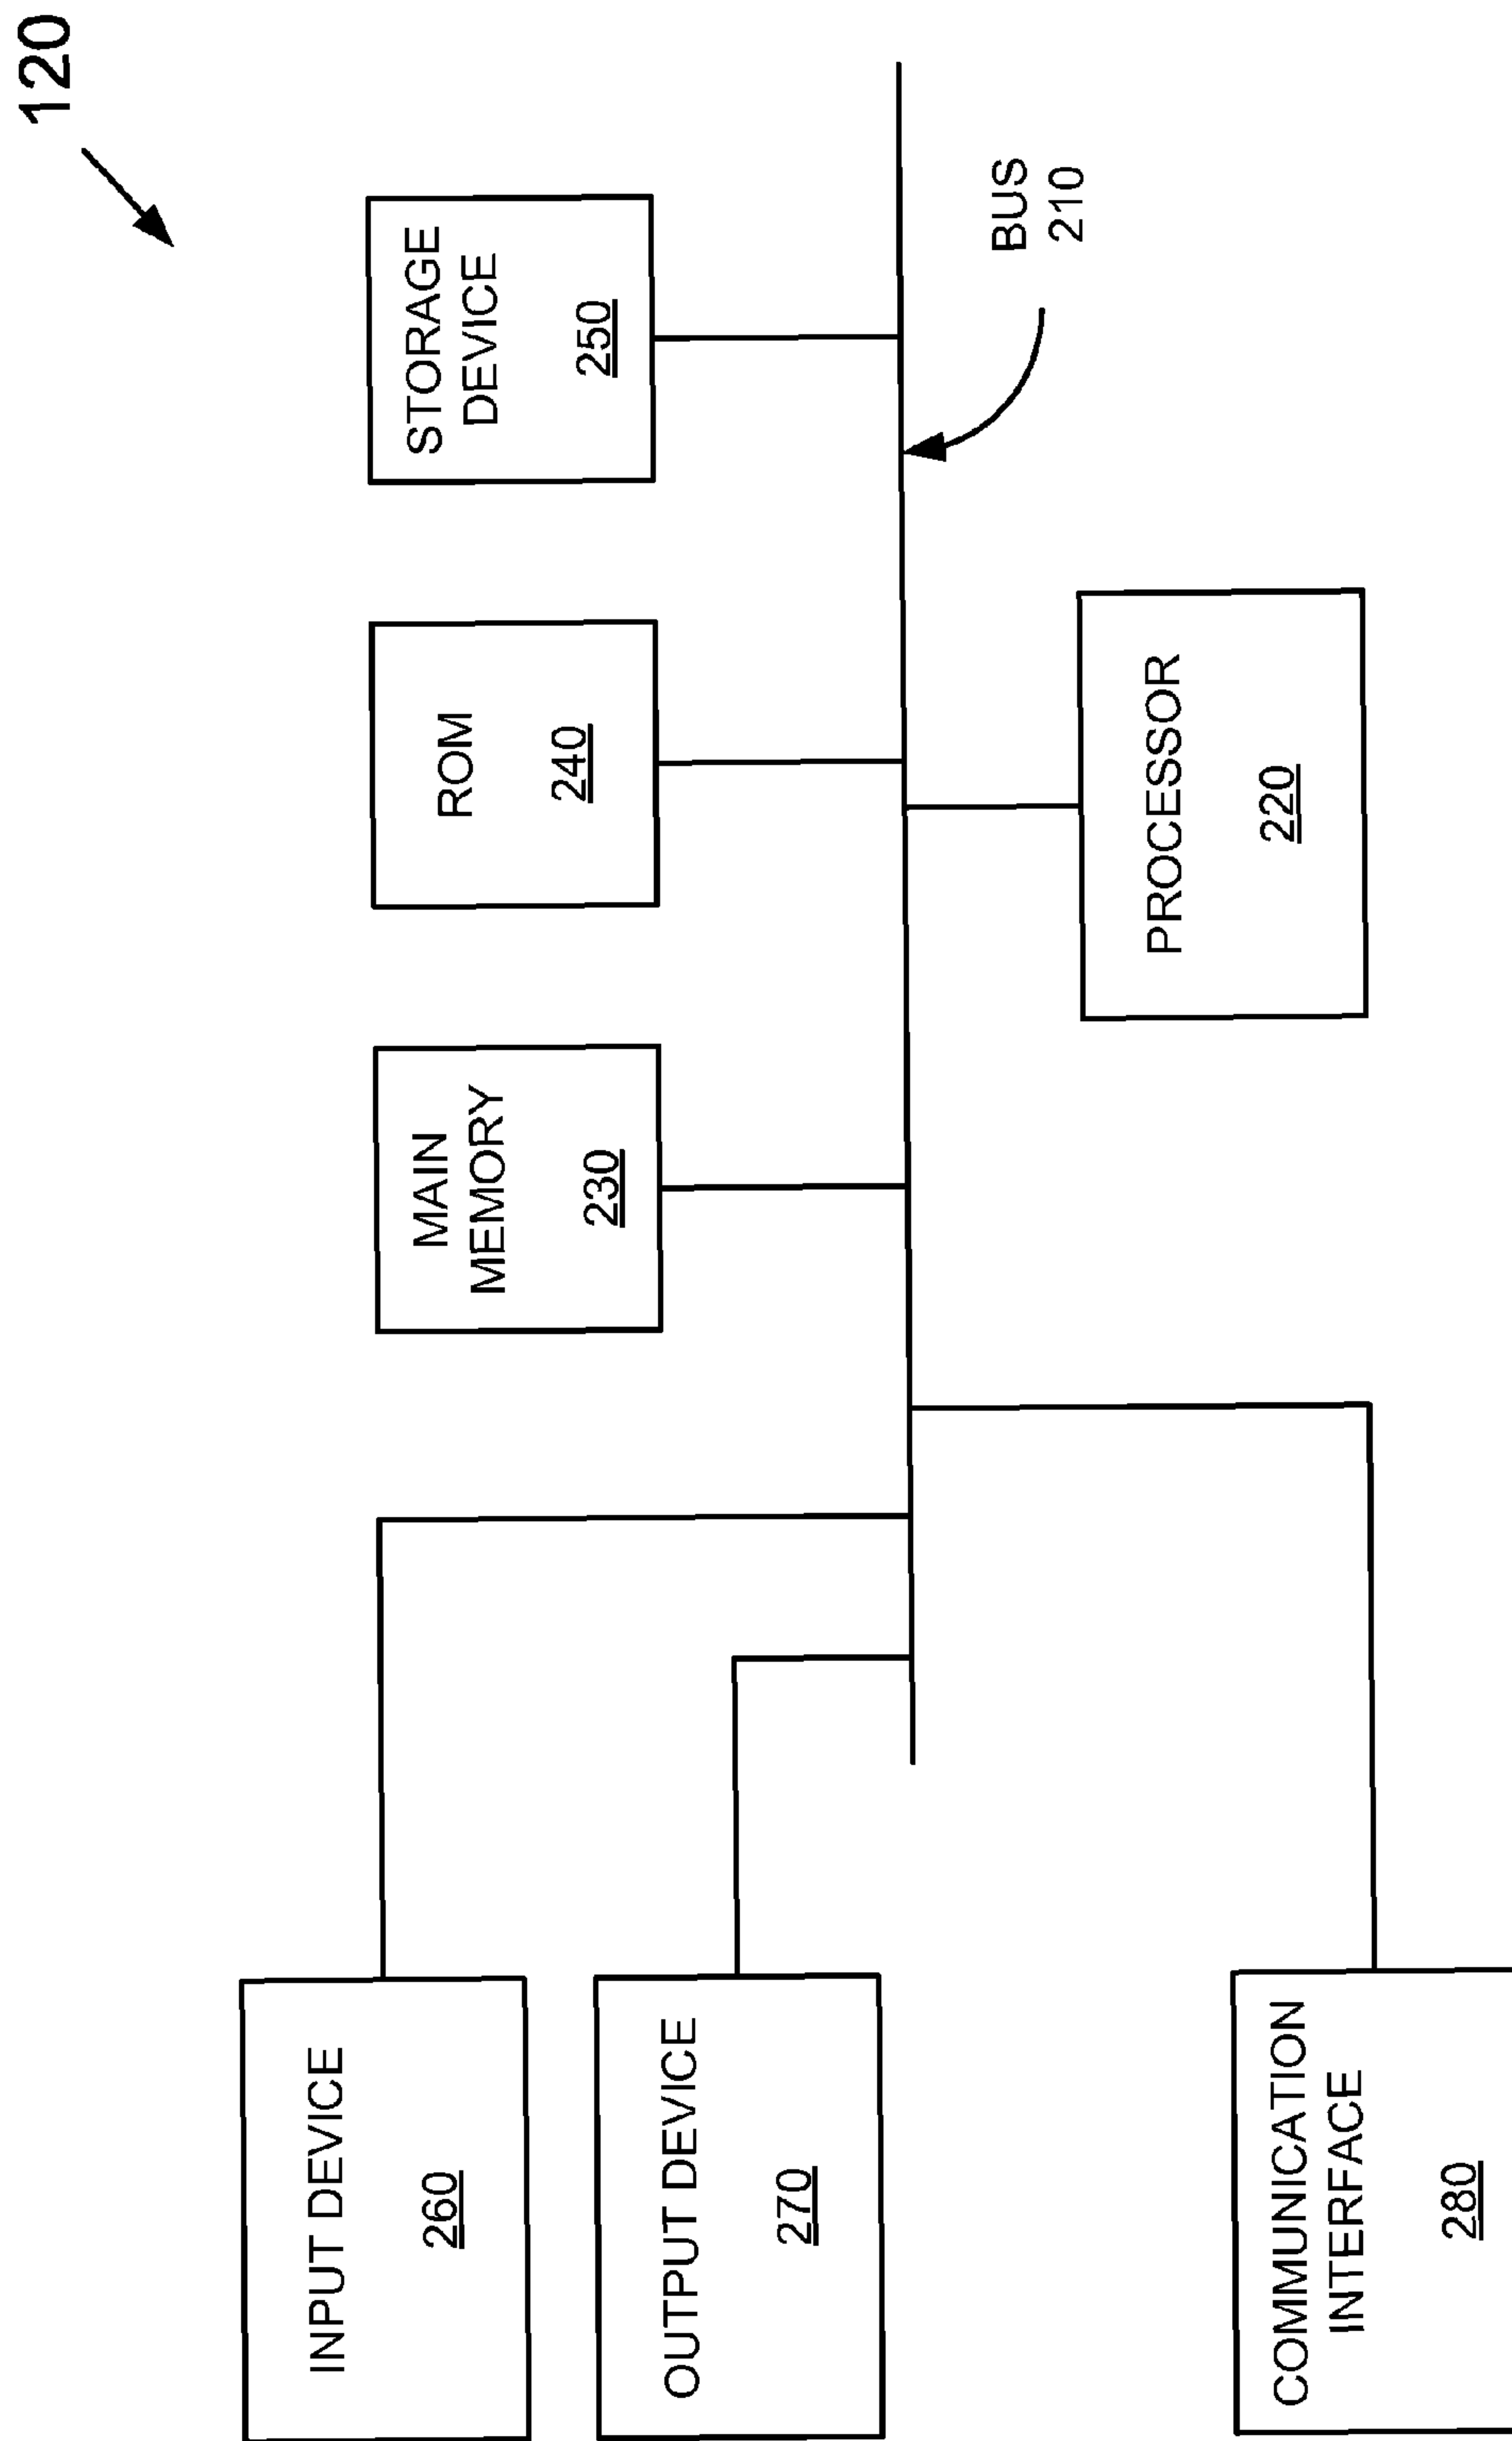 120
INPUT DEVICE
260
OUTPUT DEVICE
270
COMMUNICATION
INTERFACE
280
MAIN
MEMORY
230
ROM
240
STORAGE
DEVICE
250
PROCESSOR
220
BUS
210